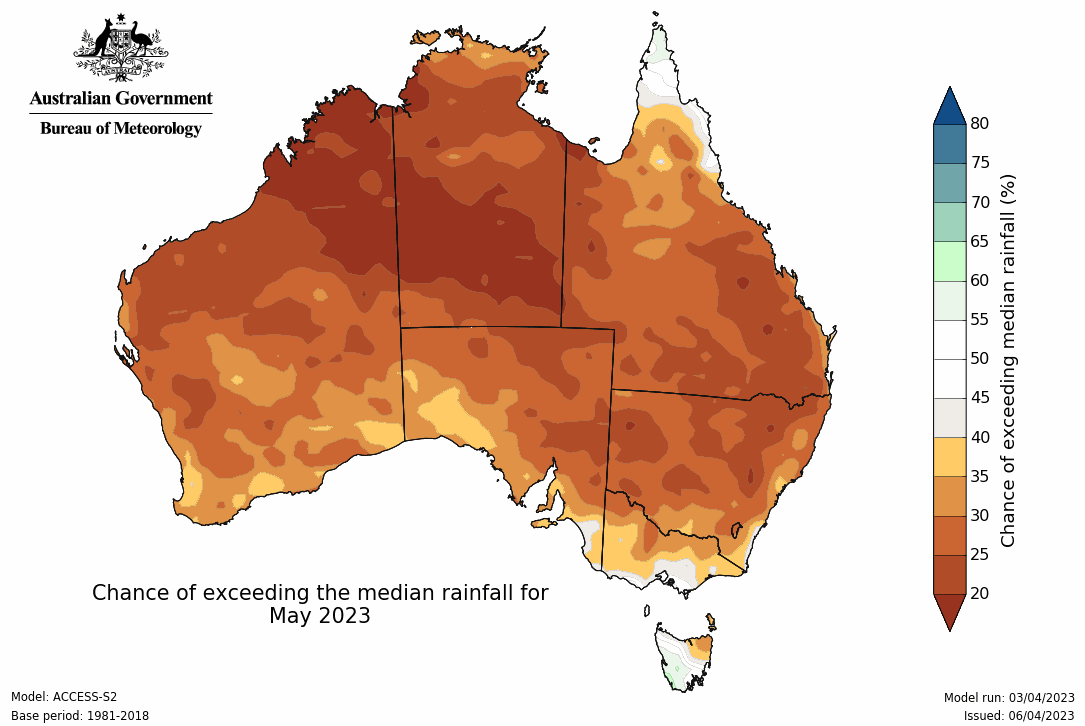 Australian Government
Bureau of Meteorology
80
75
70
65
60
55
50
45
40
35
30
25
20
Chance of exceeding median rainfall (%)
Chance of exceeding the median rainfall for
May 2023
Model: ACCESS-S2
Base period: 1981-2018
Model run: 03/04/2023
Issued: 06/04/2023